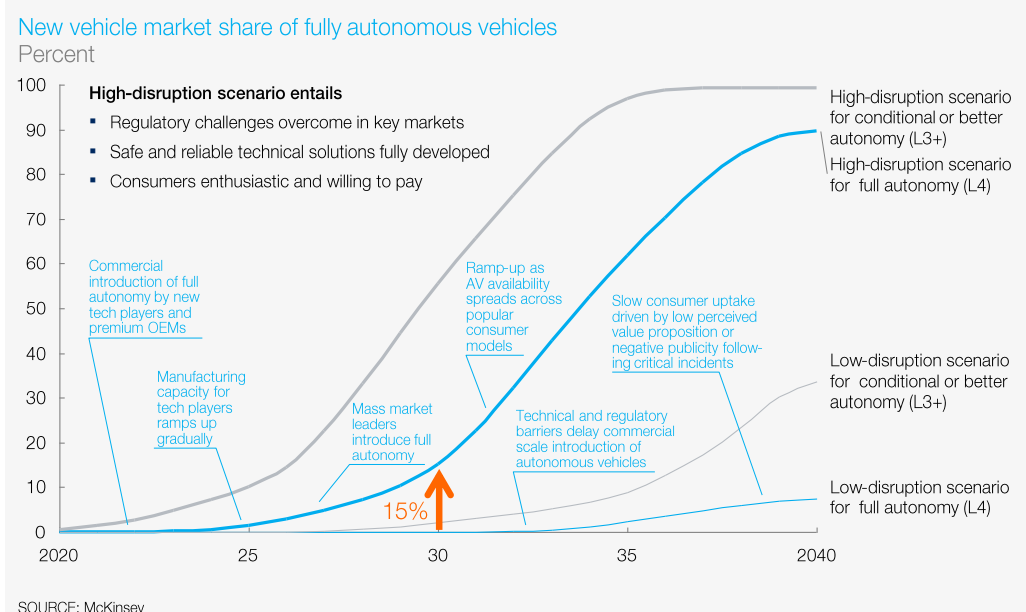 New vehicle market share of fully autonomous vehicles
Percent
100
90
80
70
60
50
40
30
20
10
0
High-disruption scenario entails
Regulatory challenges overcome in key markets
Safe and reliable technical solutions fully developed
Consumers enthusiastic and willing to pay
Commercial
introduction of full
autonomy by new
tech players and
premium OEMs
Manufacturing
capacity for
tech players
ramps up
gradually
Mass market
leaders
introduce full
autonomy
15%
Ramp-up as
AV availability
spreads across
popular
consumer
models
Technical and regulatory
barriers delay commercial
scale introduction of
autonomous vehicles
Slow consumer uptake
driven by low perceived
value proposition or
negative publicity follow-
ing critical incidents
High-disruption scenario
for conditional or better
autonomy (L3+)
High-disruption scenario
for full autonomy (L4)
Low-disruption scenario
for conditional or better
autonomy (L3+)
Low-disruption scenario
for full autonomy (L4)
2020
25
30
35
2040
SOURCE: McKinsey